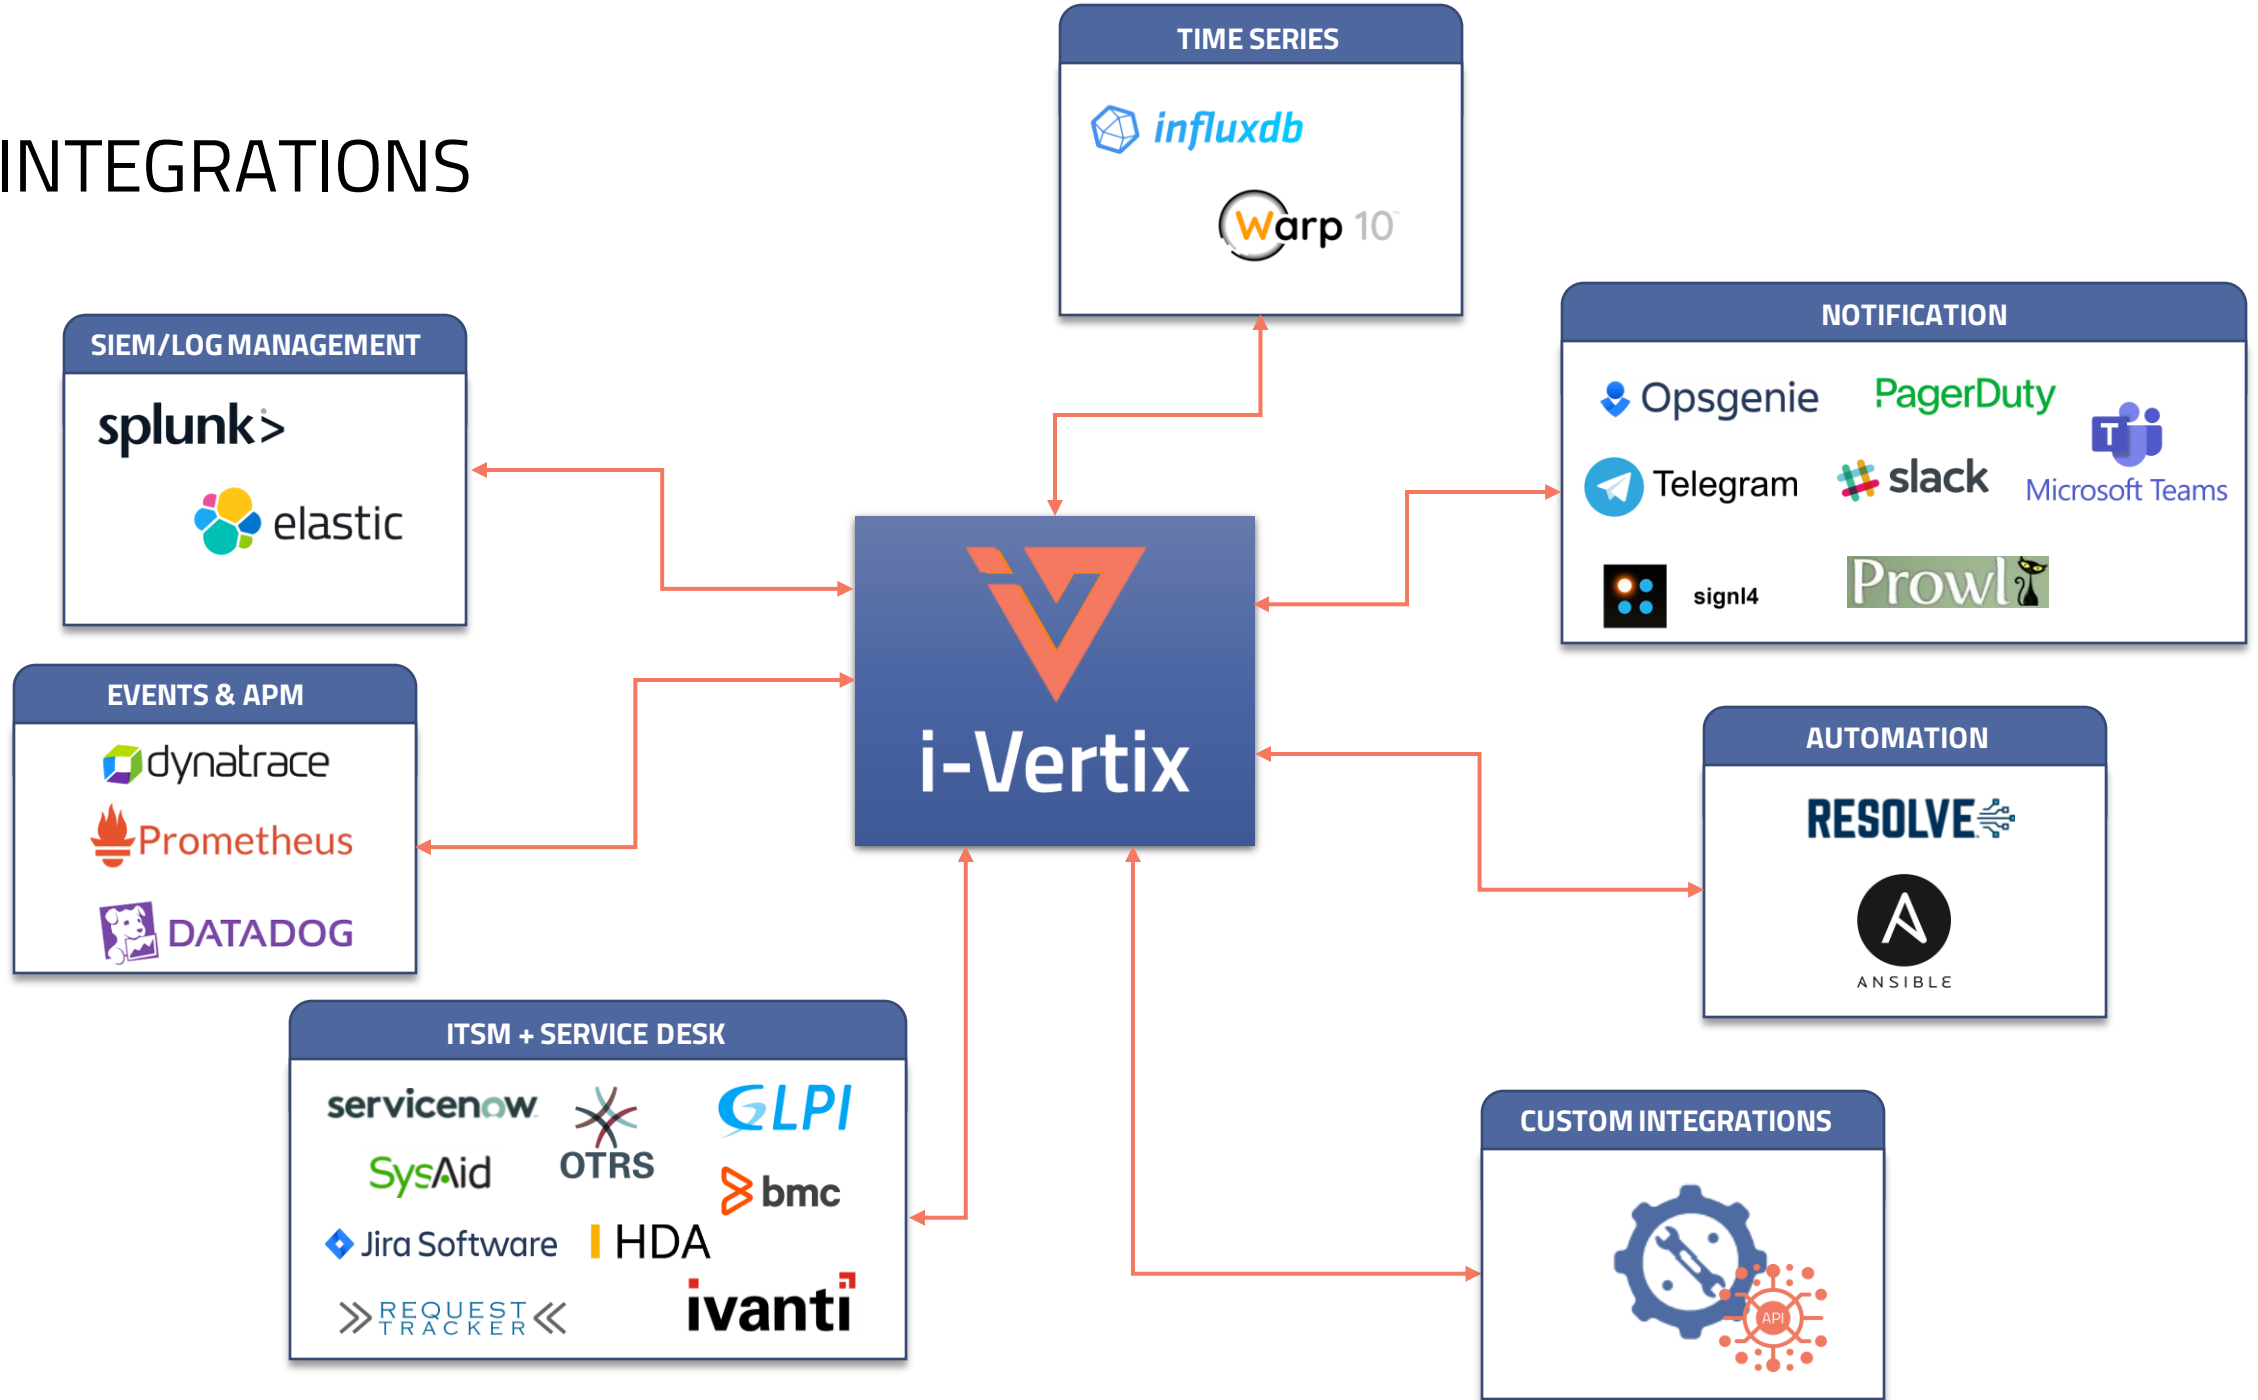 INTEGRATIONS
TIME SERIES
influxdb
Warp 10™
SIEM/LOG MANAGEMENT
splunk>
elastic
NOTIFICATION
Opsgenie
PagerDuty
Telegram
slack
Microsoft Teams
signl4
Prowl
i-Vertix
EVENTS & APM
dynatrace
Prometheus
DATADOG
AUTOMATION
RESOLVE
ANSIBLE
ITSM + SERVICE DESK
servicenow
OTRS
GLPI
SysAid
bmc
Jira Software
HDA
REQUEST
TRACKER
ivanti
CUSTOM INTEGRATIONS
API